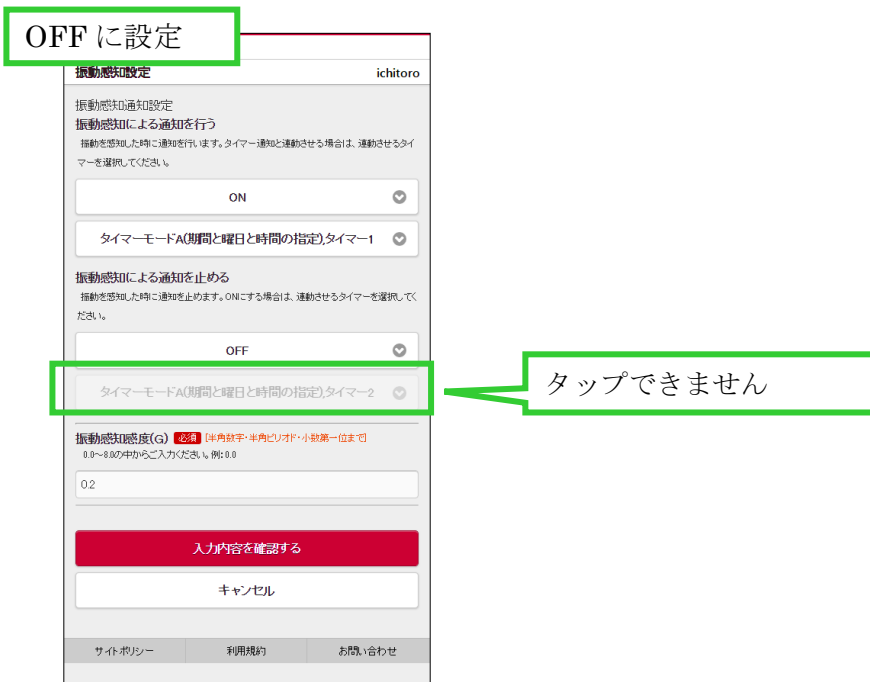 OFF に設定
振動感知設定
ichitoro
振動感知通知設定
振動感知による通知を行う
振動を感知した時に通知を行います。タイマー通知と連動させる場合は、連動させるタイ
マーを選択してください。
ON
タイマーモードA(期間と曜日と時間の指定),タイマー1
振動感知による通知を止める
振動を感知した時に通知を止めます。ONにする場合は、連動させるタイマーを選択してく
ださい。
OFF
タイマーモードA(期間と曜日と時間の指定),タイマー2
タップできません
振動感知感度(G) 必須 [半角数字・半角ピリオド・小数第一位まで]
0.0～8.0の中からご入力ください。例：0.0
0.2
入力内容を確認する
キャンセル
サイトポリシー
利用規約
お問い合わせ